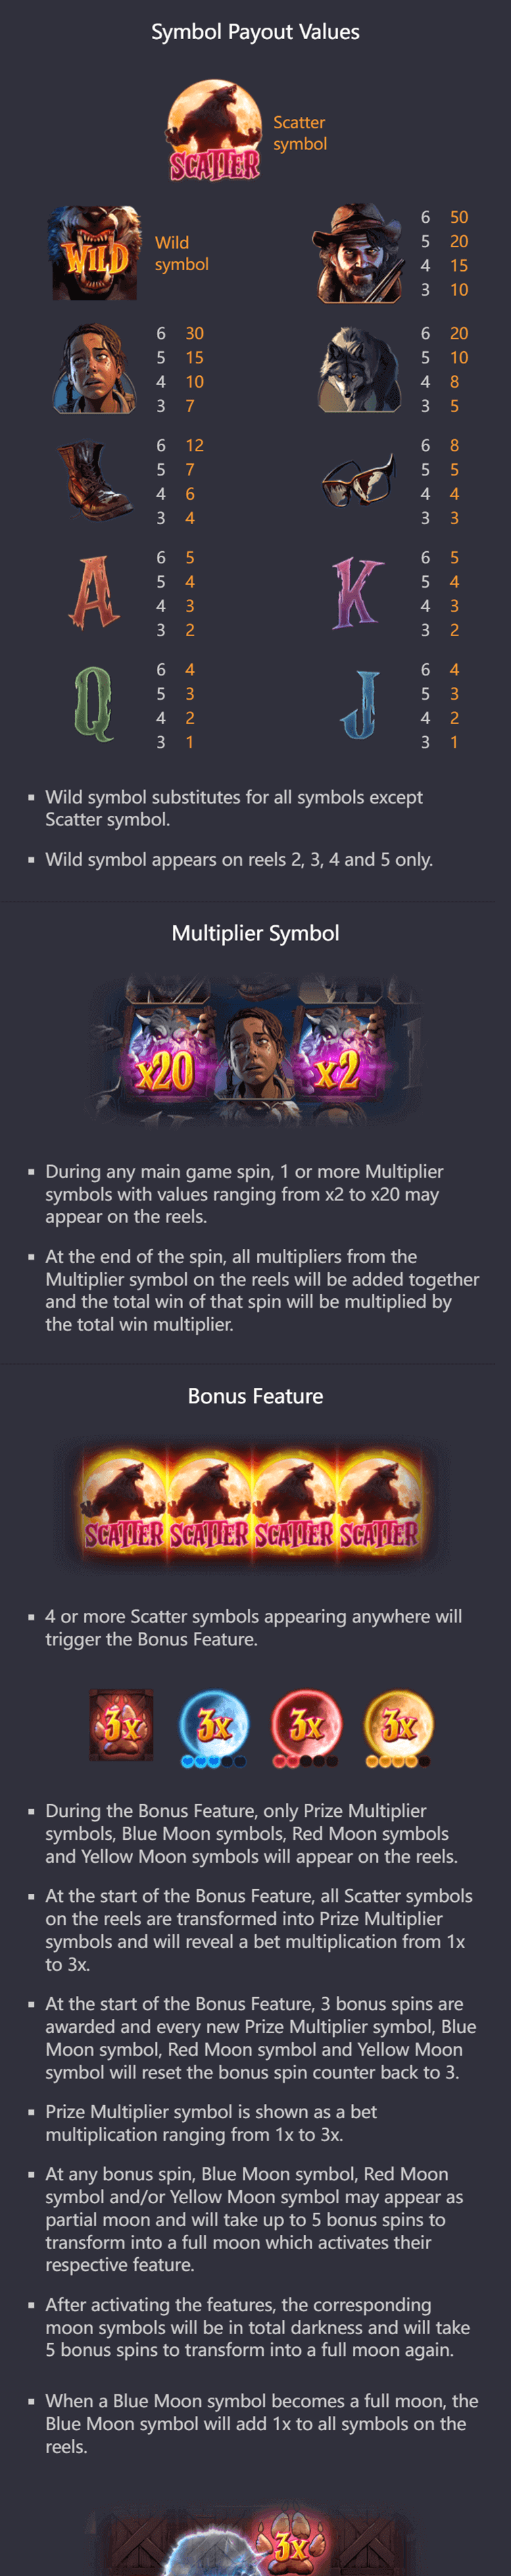 Symbol Payout Values
SCATTER
Scatter
symbol
WILD
Wild
symbol
6 50
5 20
4 15
3 10
6 30
5 15
4 10
3 7
6 20
5 10
4 8
3 5
6 12
5 7
4 6
3 4
6 8
5 5
4 4
3 3
A
6 5
5 4
4 3
3 2
K
6 5
5 4
4 3
3 2
Q
6 4
5 3
4 2
3 1
J
6 4
5 3
4 2
3 1
▪ Wild symbol substitutes for all symbols except
Scatter symbol.
▪ Wild symbol appears on reels 2, 3, 4 and 5 only.
Multiplier Symbol
x20 x2
▪ During any main game spin, 1 or more Multiplier
symbols with values ranging from x2 to x20 may
appear on the reels.
▪ At the end of the spin, all multipliers from the
Multiplier symbol on the reels will be added together
and the total win of that spin will be multiplied by
the total win multiplier.
Bonus Feature
SCATTER SCATTER SCATTER SCATTER
▪ 4 or more Scatter symbols appearing anywhere will
trigger the Bonus Feature.
3x 3x 3x 3x
▪ During the Bonus Feature, only Prize Multiplier
symbols, Blue Moon symbols, Red Moon symbols
and Yellow Moon symbols will appear on the reels.
▪ At the start of the Bonus Feature, all Scatter symbols
on the reels are transformed into Prize Multiplier
symbols and will reveal a bet multiplication from 1x
to 3x.
▪ At the start of the Bonus Feature, 3 bonus spins are
awarded and every new Prize Multiplier symbol, Blue
Moon symbol, Red Moon symbol and Yellow Moon
symbol will reset the bonus spin counter back to 3.
▪ Prize Multiplier symbol is shown as a bet
multiplication ranging from 1x to 3x.
▪ At any bonus spin, Blue Moon symbol, Red Moon
symbol and/or Yellow Moon symbol may appear as
partial moon and will take up to 5 bonus spins to
transform into a full moon which activates their
respective feature.
▪ After activating the features, the corresponding
moon symbols will be in total darkness and will take
5 bonus spins to transform into a full moon again.
▪ When a Blue Moon symbol becomes a full moon, the
Blue Moon symbol will add 1x to all symbols on the
reels.
3x